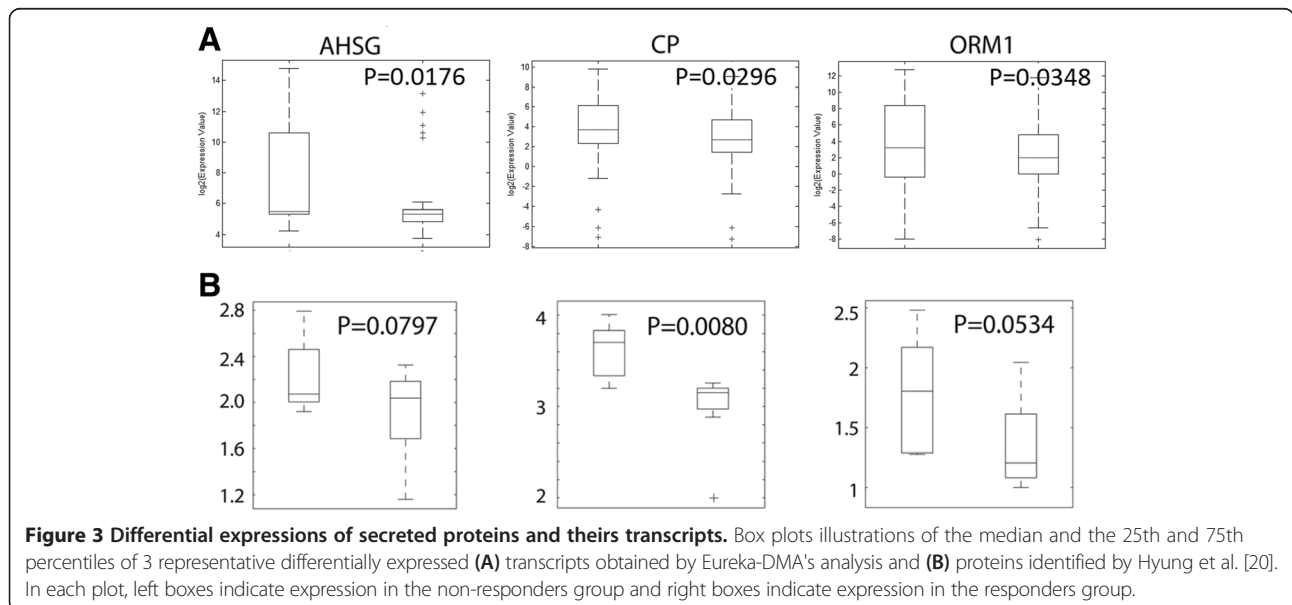 A
AHSG
CP
ORM1
P=0.0176
P=0.0296
P=0.0348
log2(Expression Value)
14
12
10
8
6
4
log2(Expression Value)
10
8
6
4
2
0
-2
-4
-6
-8
log2(Expression Value)
12
10
8
6
4
2
0
-2
-4
-6
-8
B
P=0.0797
P=0.0080
P=0.0534
2.8
2.4
2.0
1.6
1.2
4
3
2
2.5
2
1.5
1
Figure 3 Differential expressions of secreted proteins and theirs transcripts. Box plots illustrations of the median and the 25th and 75th
percentiles of 3 representative differentially expressed (A) transcripts obtained by Eureka-DMA's analysis and (B) proteins identified by Hyung et al. [20].
In each plot, left boxes indicate expression in the non-responders group and right boxes indicate expression in the responders group.